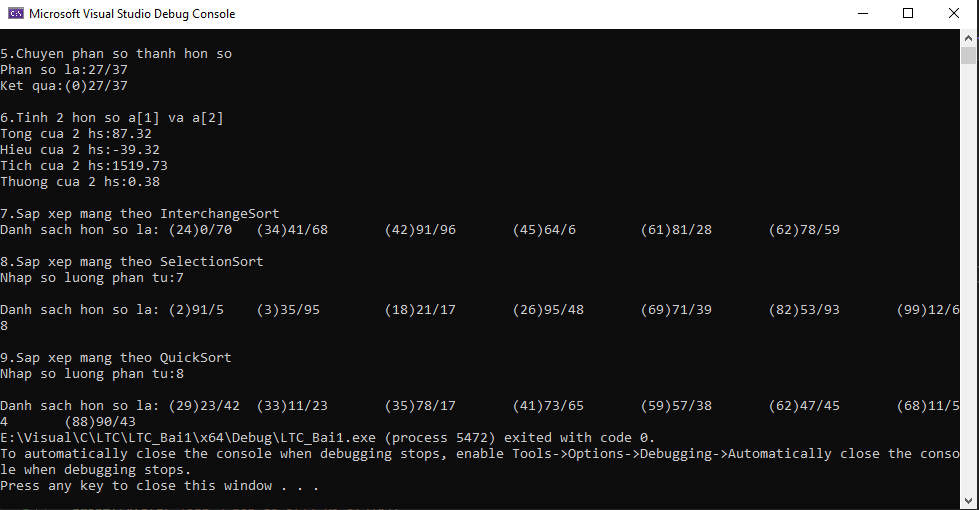 Microsoft Visual Studio Debug Console
5.Chuyen phan so thanh hon so
Phan so la:27/37
Ket qua:(0)27/37
6.Tinh 2 hon so a[1] va a[2]
Tong cua 2 hs:87.32
Hieu cua 2 hs:-39.32
Tich cua 2 hs:1519.73
Thuong cua 2 hs:0.38
7.Sap xep mang theo InterchangeSort
Danh sach hon so la: (24)0/70 (34)41/68 (42)91/96 (45)64/6 (61)81/28 (62)78/59
8.Sap xep mang theo SelectionSort
Nhap so luong phan tu:7
Danh sach hon so la: (2)91/5 (3)35/95 (18)21/17 (26)95/48 (69)71/39 (82)53/93 (99)12/6
8
9.Sap xep mang theo QuickSort
Nhap so luong phan tu:8
Danh sach hon so la: (29)23/42 (33)11/23 (35)78/17 (41)73/65 (59)57/38 (62)47/45 (68)11/5
4 (88)90/43
E:\Visual\C\LTC\LTC_Bai1\x64\Debug\LTC_Bai1.exe (process 5472) exited with code 0.
To automatically close the console when debugging stops, enable Tools->Options->Debugging->Automatically close the conso
le when debugging stops.
Press any key to close this window . . .